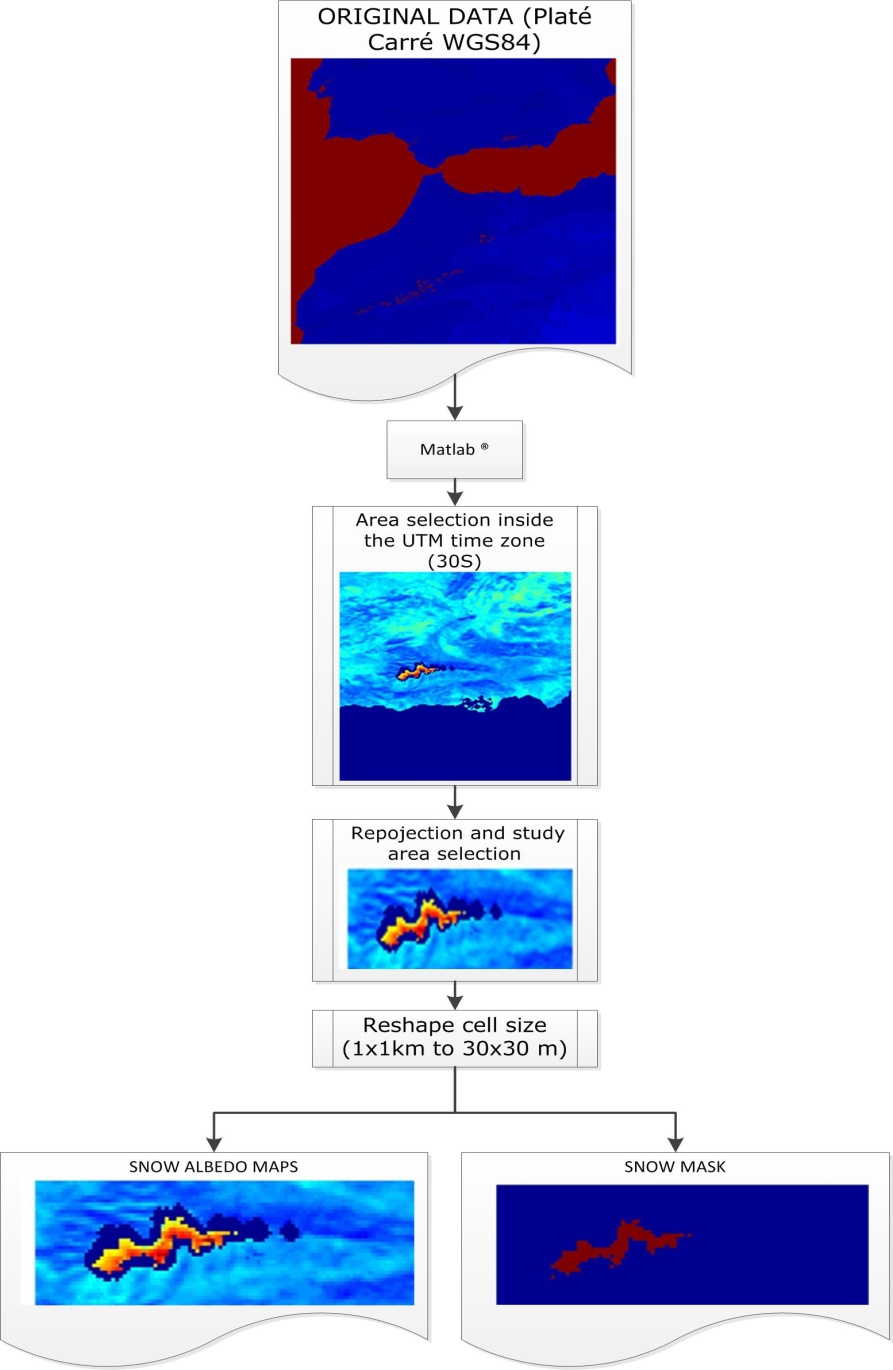 ORIGINAL DATA (Platé
Carré WGS84)
Matlab ®
Area selection inside
the UTM time zone
(30S)
Repojection and study
area selection
Reshape cell size
(1x1km to 30x30 m)
SNOW ALBEDO MAPS
SNOW MASK